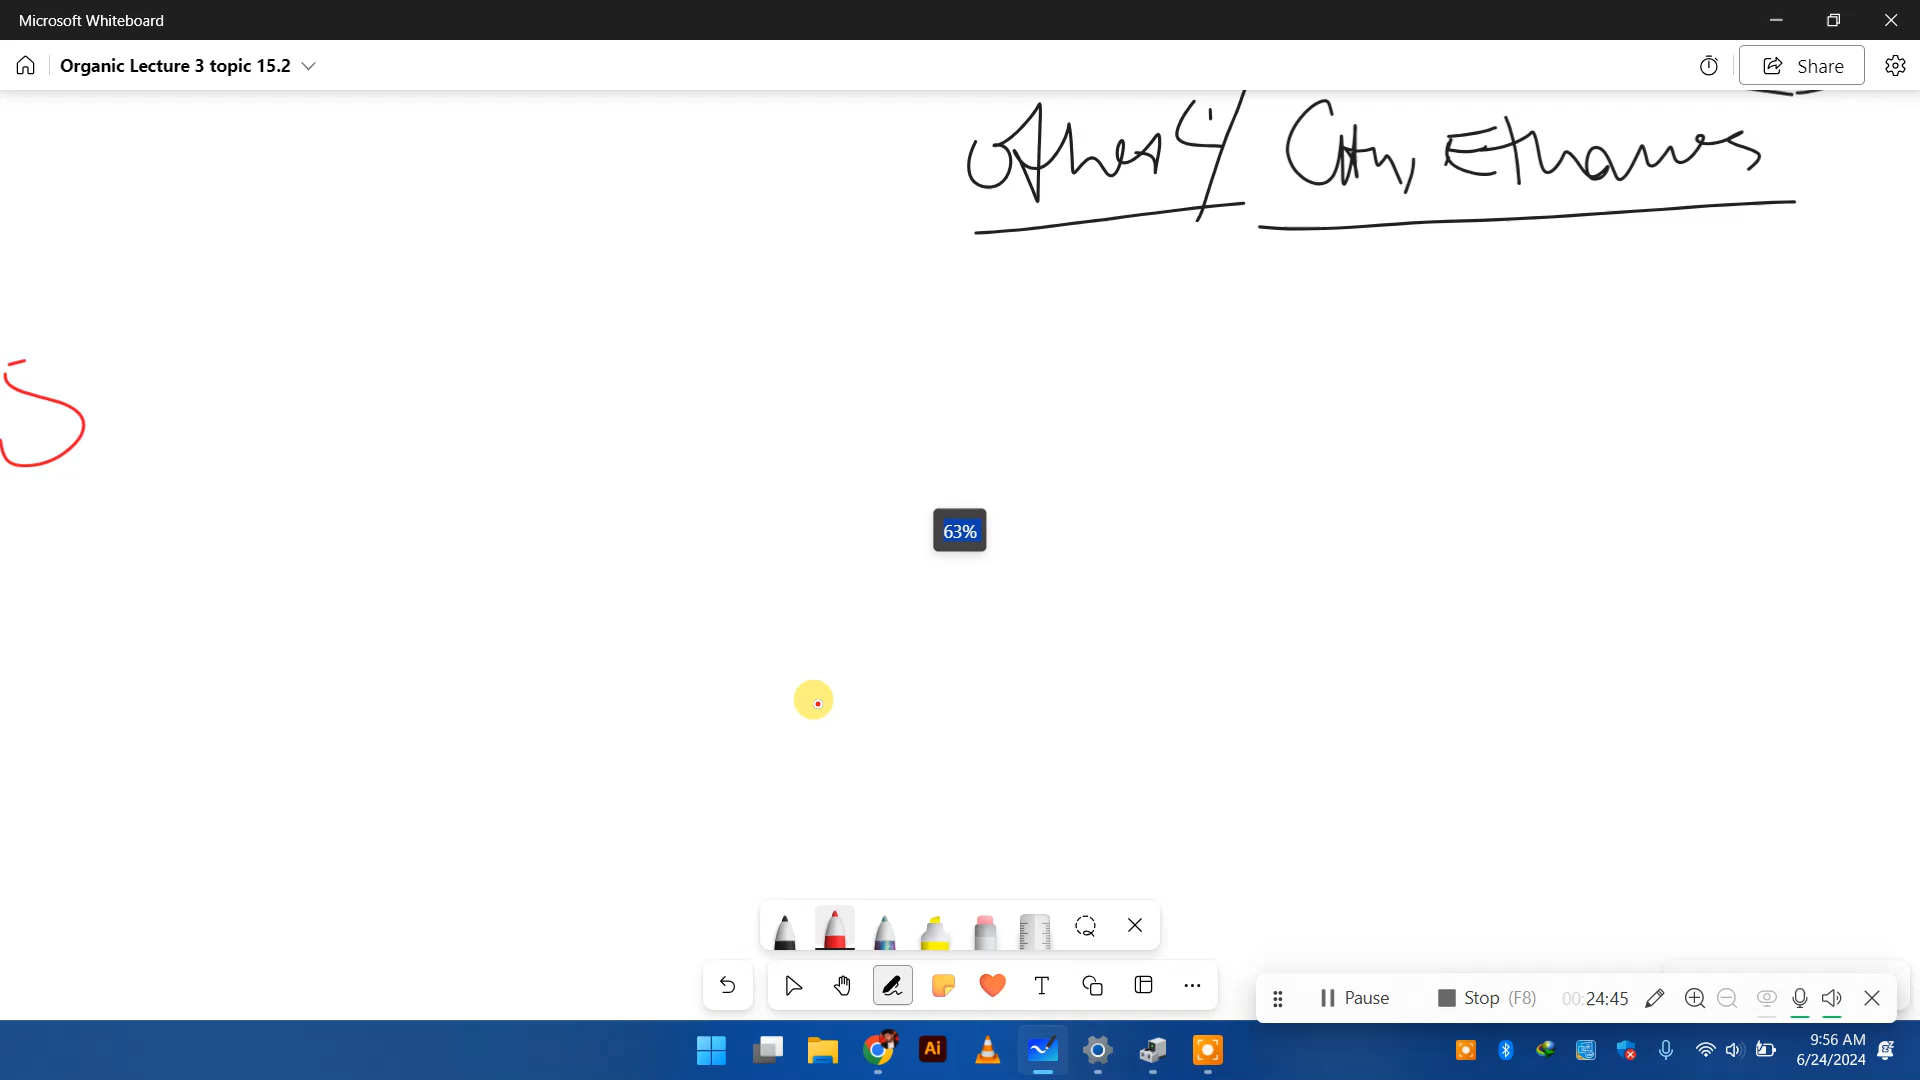 Microsoft Whiteboard
Organic Lecture 3 topic 15.2
Share
Ethanes
S
63%
T
Pause
Stop (F8)
00:24:45
Ai
9:56 AM
6/24/2024